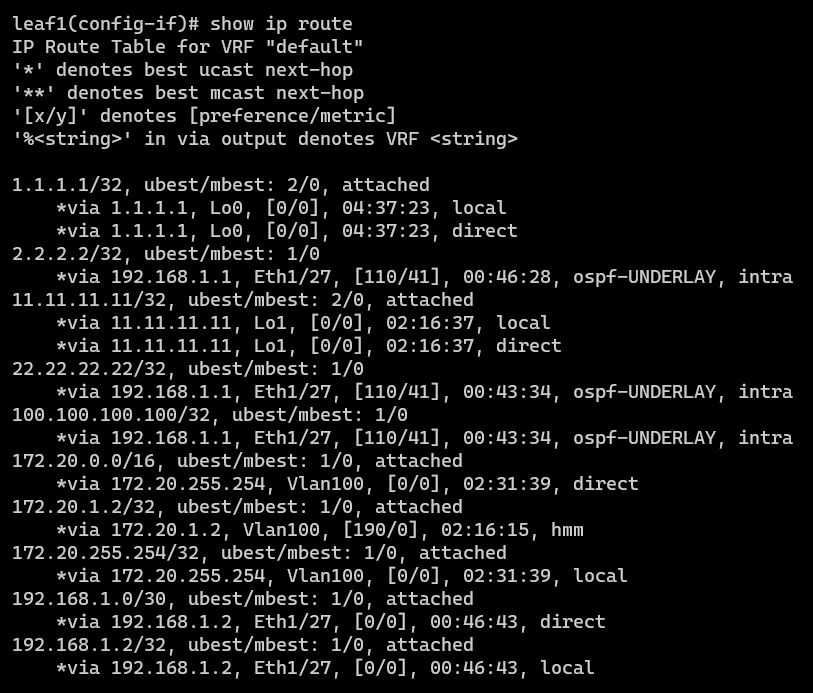 leaf1(config-if)# show ip route
IP Route Table for VRF "default"
'*' denotes best ucast next-hop
'**' denotes best mcast next-hop
'[x/y]' denotes [preference/metric]
'%<string>' in via output denotes VRF <string>

1.1.1.1/32, ubest/mbest: 2/0, attached
    *via 1.1.1.1, Lo0, [0/0], 04:37:23, local
    *via 1.1.1.1, Lo0, [0/0], 04:37:23, direct
2.2.2.2/32, ubest/mbest: 1/0
    *via 192.168.1.1, Eth1/27, [110/41], 00:46:28, ospf-UNDERLAY, intra
11.11.11.11/32, ubest/mbest: 2/0, attached
    *via 11.11.11.11, Lo1, [0/0], 02:16:37, local
    *via 11.11.11.11, Lo1, [0/0], 02:16:37, direct
22.22.22.22/32, ubest/mbest: 1/0
    *via 192.168.1.1, Eth1/27, [110/41], 00:43:34, ospf-UNDERLAY, intra
100.100.100.100/32, ubest/mbest: 1/0
    *via 192.168.1.1, Eth1/27, [110/41], 00:43:34, ospf-UNDERLAY, intra
172.20.0.0/16, ubest/mbest: 1/0, attached
    *via 172.20.255.254, Vlan100, [0/0], 02:31:39, direct
172.20.1.2/32, ubest/mbest: 1/0, attached
    *via 172.20.1.2, Vlan100, [190/0], 02:16:15, hmm
172.20.255.254/32, ubest/mbest: 1/0, attached
    *via 172.20.255.254, Vlan100, [0/0], 02:31:39, local
192.168.1.0/30, ubest/mbest: 1/0, attached
    *via 192.168.1.2, Eth1/27, [0/0], 00:46:43, direct
192.168.1.2/32, ubest/mbest: 1/0, attached
    *via 192.168.1.2, Eth1/27, [0/0], 00:46:43, local